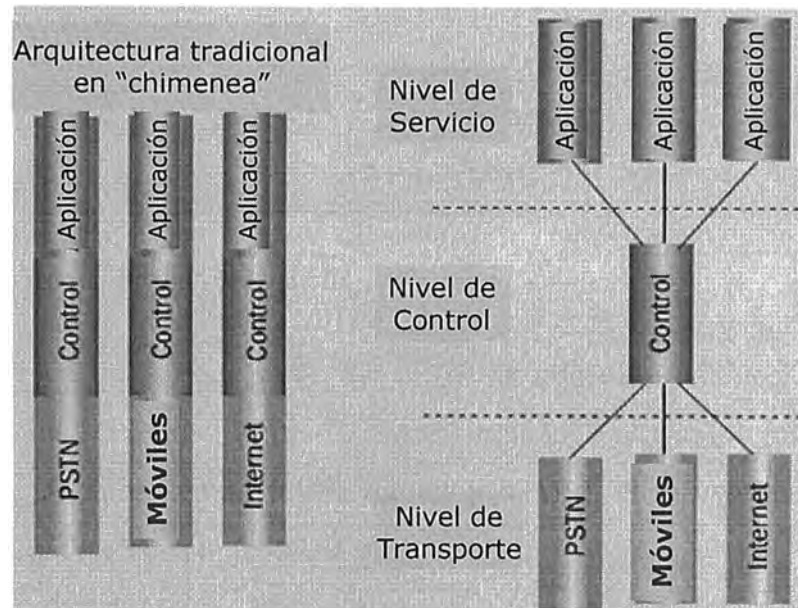 Arquitectura tradicional
en "chimenea"
Aplicación
Aplicación
Aplicación
Control
Control
Control
PSTN
Móviles
Internet
Nivel de
Servicio
Aplicación
Aplicación
Aplicación
Nivel de
Control
Control
Nivel de
Transporte
PSTN
Móviles
Internet